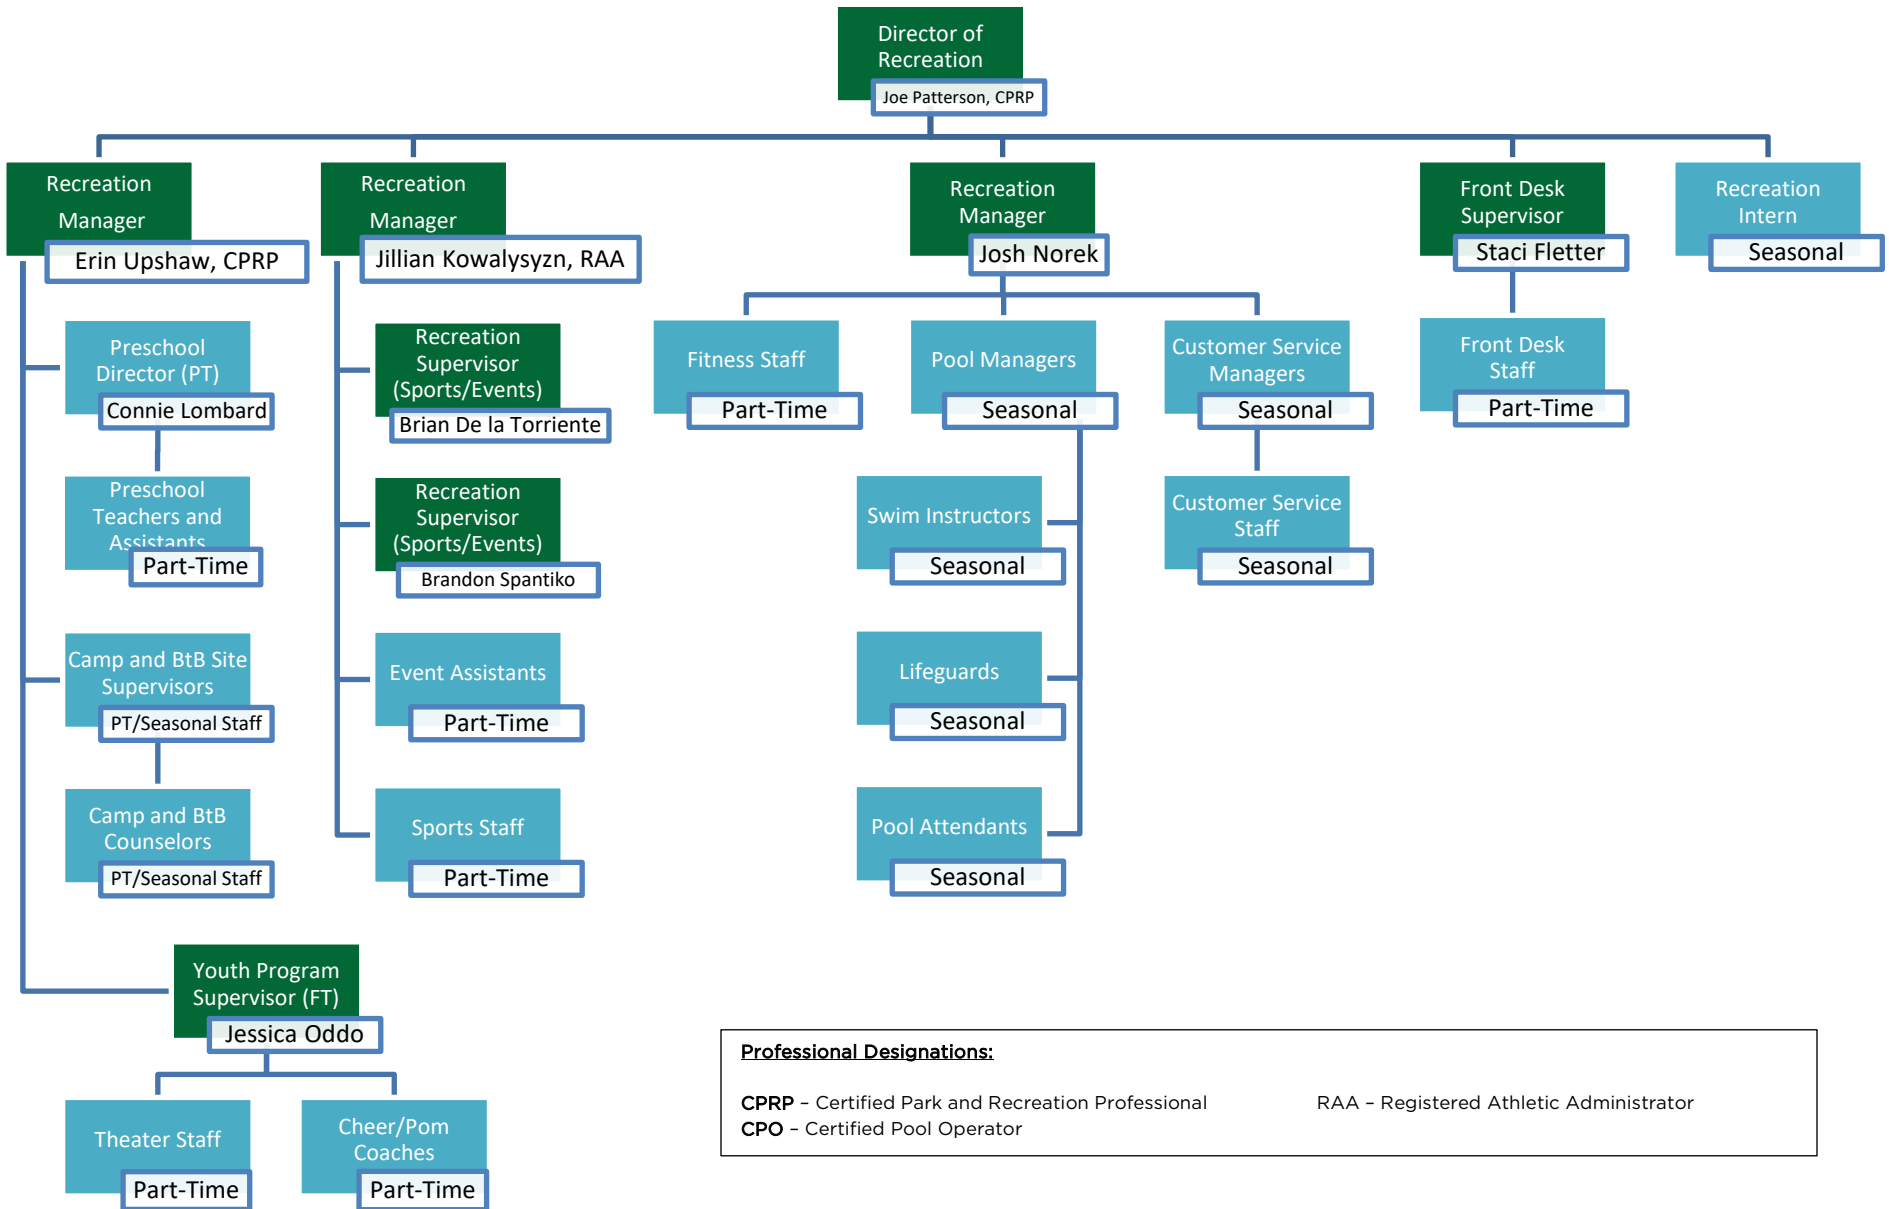 Director of
Recreation
Joe Patterson, CPRP
Recreation
Manager
Erin Upshaw, CPRP
Recreation
Manager
Jillian Kowalysyzn, RAA
Recreation
Manager
Josh Norek
Front Desk
Supervisor
Staci Fletter
Recreation
Intern
Seasonal
Preschool
Director (PT)
Connie Lombard
Preschool
Teachers and
Assistants
Part-Time
Camp and BtB Site
Supervisors
PT/Seasonal Staff
Camp and BtB
Counselors
PT/Seasonal Staff
Youth Program
Supervisor (FT)
Jessica Oddo
Theater Staff
Part-Time
Cheer/Pom
Coaches
Part-Time
Recreation
Supervisor
(Sports/Events)
Brian De la Torriente
Recreation
Supervisor
(Sports/Events)
Brandon Spantiko
Event Assistants
Part-Time
Sports Staff
Part-Time
Fitness Staff
Part-Time
Pool Managers
Seasonal
Swim Instructors
Seasonal
Lifeguards
Seasonal
Pool Attendants
Seasonal
Customer Service
Managers
Seasonal
Customer Service
Staff
Seasonal
Front Desk
Staff
Part-Time
Professional Designations:
CPRP – Certified Park and Recreation Professional
RAA – Registered Athletic Administrator
CPO – Certified Pool Operator